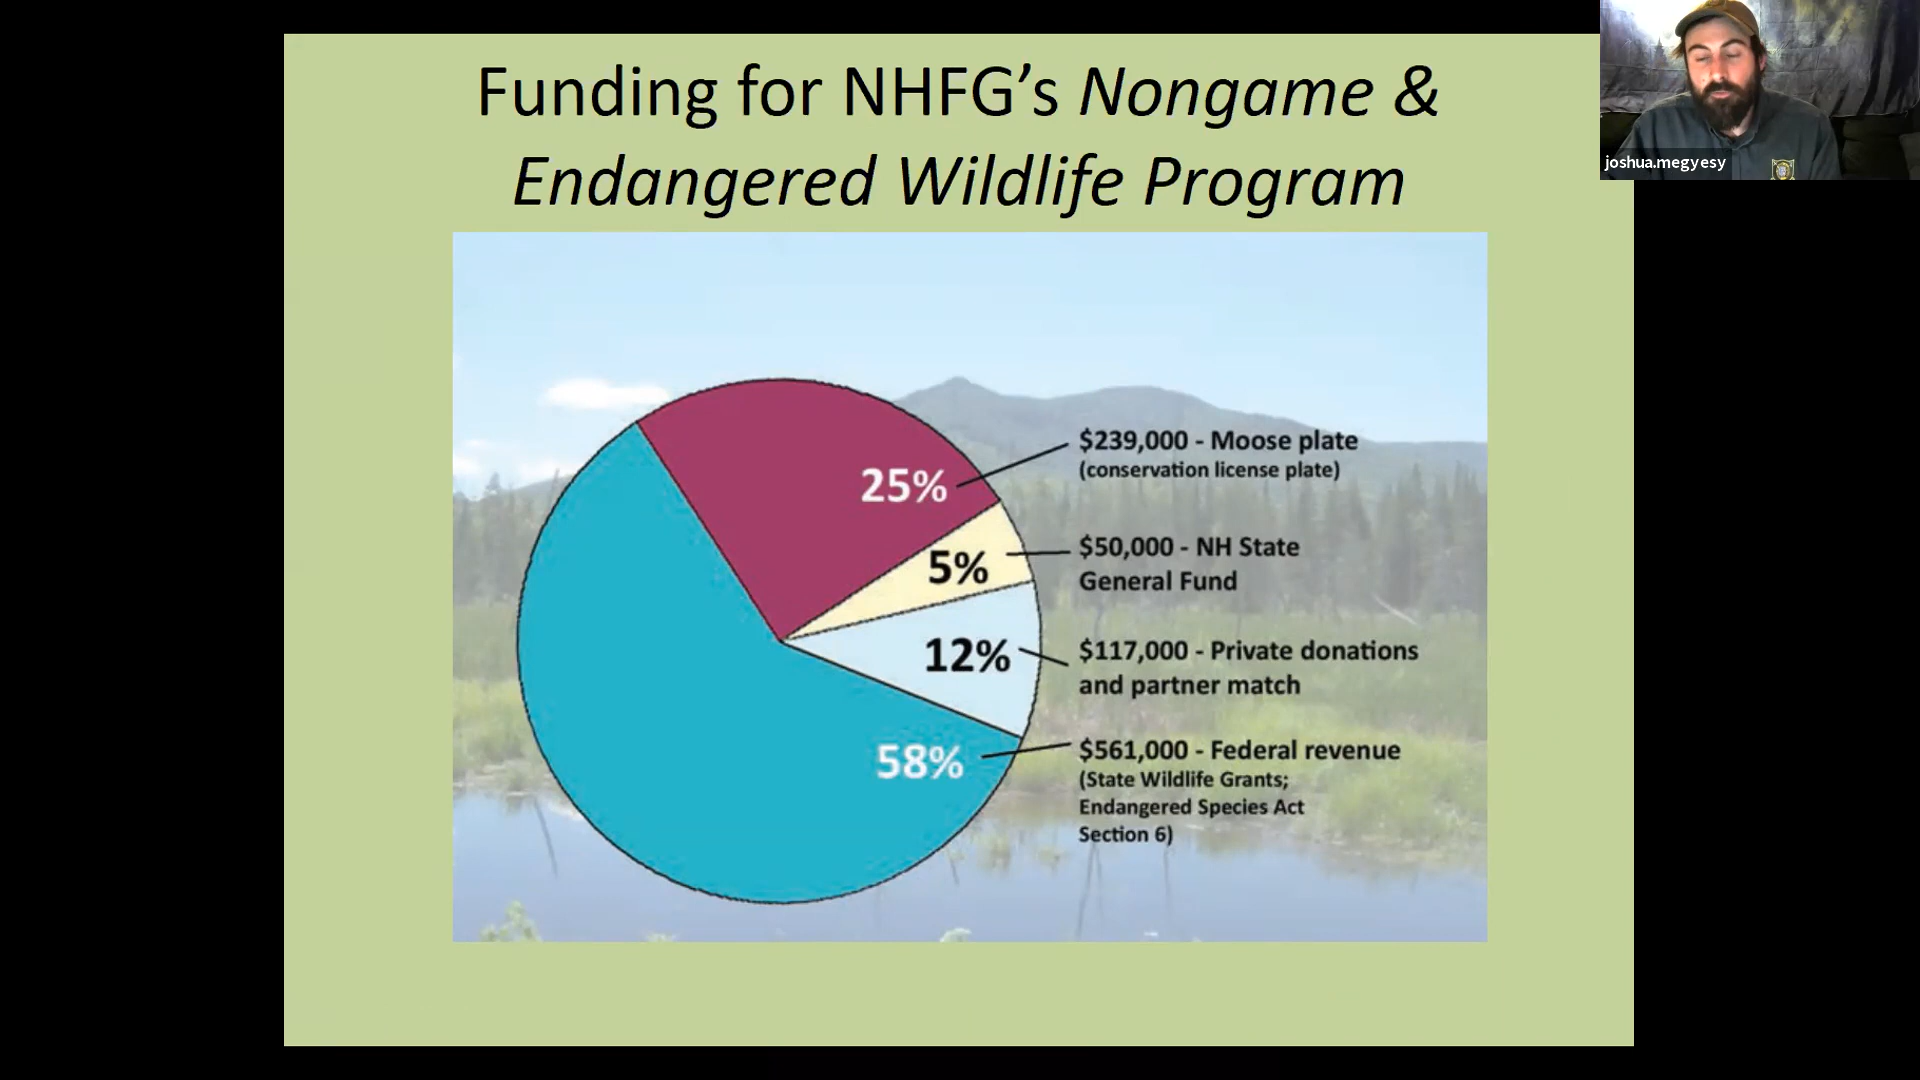 Funding for NHFG’s Nongame &
Endangered Wildlife Program
joshua.megyesy
25%
$239,000 - Moose plate
(conservation license plate)
5%
$50,000 - NH State
General Fund
12%
$117,000 - Private donations
and partner match
58%
$561,000 - Federal revenue
(State Wildlife Grants;
Endangered Species Act
Section 6)